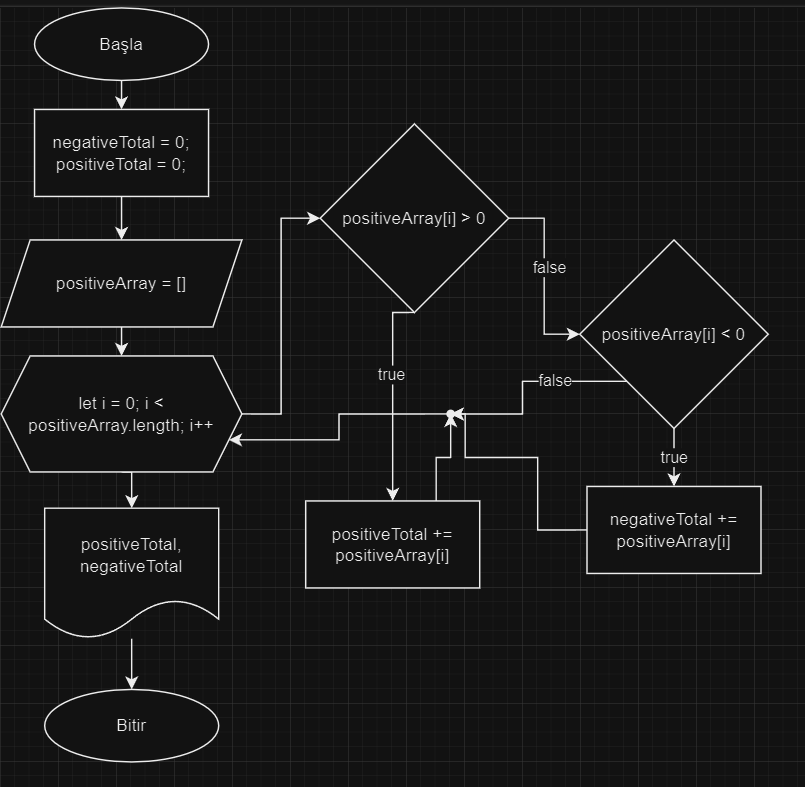 Başla
negativeTotal = 0;
positiveTotal = 0;
positiveArray = []
let i = 0; i <
positiveArray.length; i++
positiveTotal,
negativeTotal
Bitir
positiveArray[i] > 0
true
false
positiveTotal +=
positiveArray[i]
positiveArray[i] < 0
false
true
negativeTotal +=
positiveArray[i]